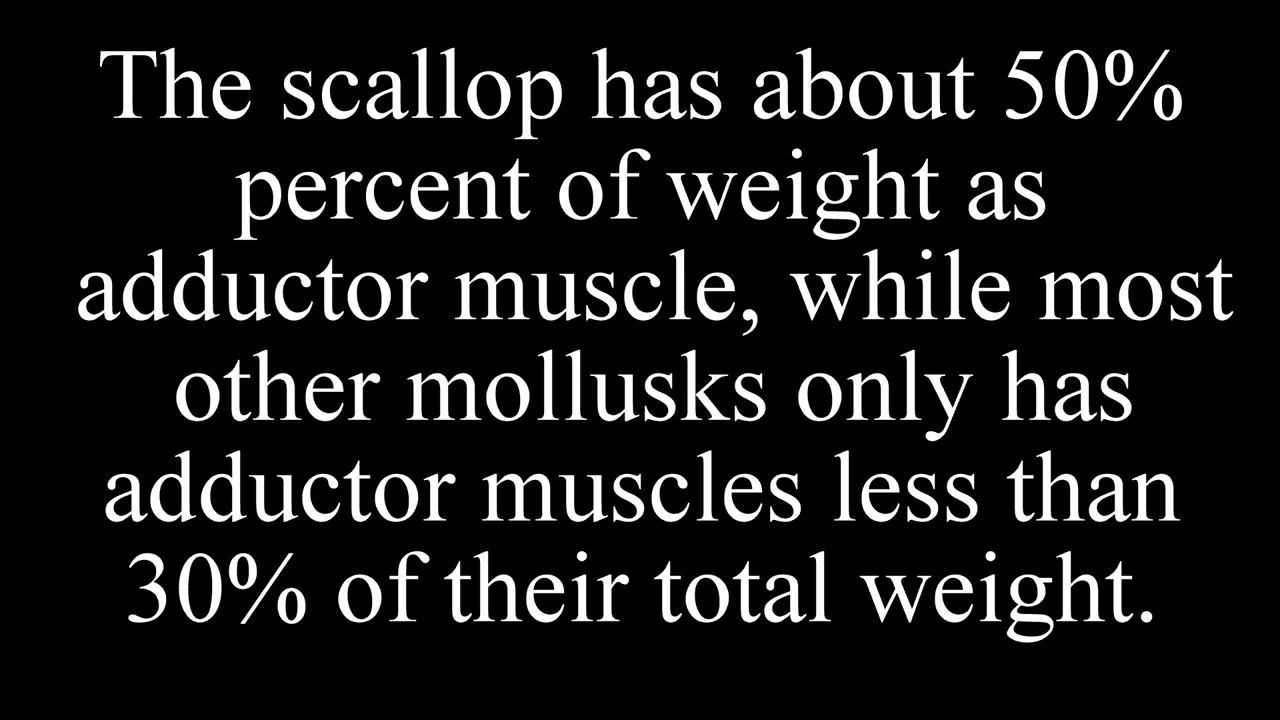 The scallop has about 50%
percent of weight as
adductor muscle, while most
other mollusks only has
adductor muscles less than
30% of their total weight.